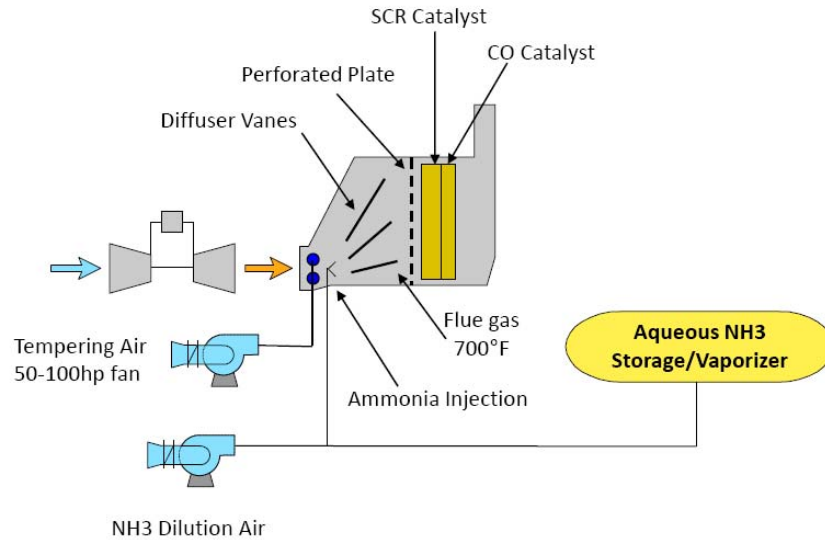 SCR Catalyst
CO Catalyst
Perforated Plate
Diffuser Vanes
Flue gas
700°F
Aqueous NH3
Storage/Vaporizer
Tempering Air
50-100hp fan
Ammonia Injection
NH3 Dilution Air